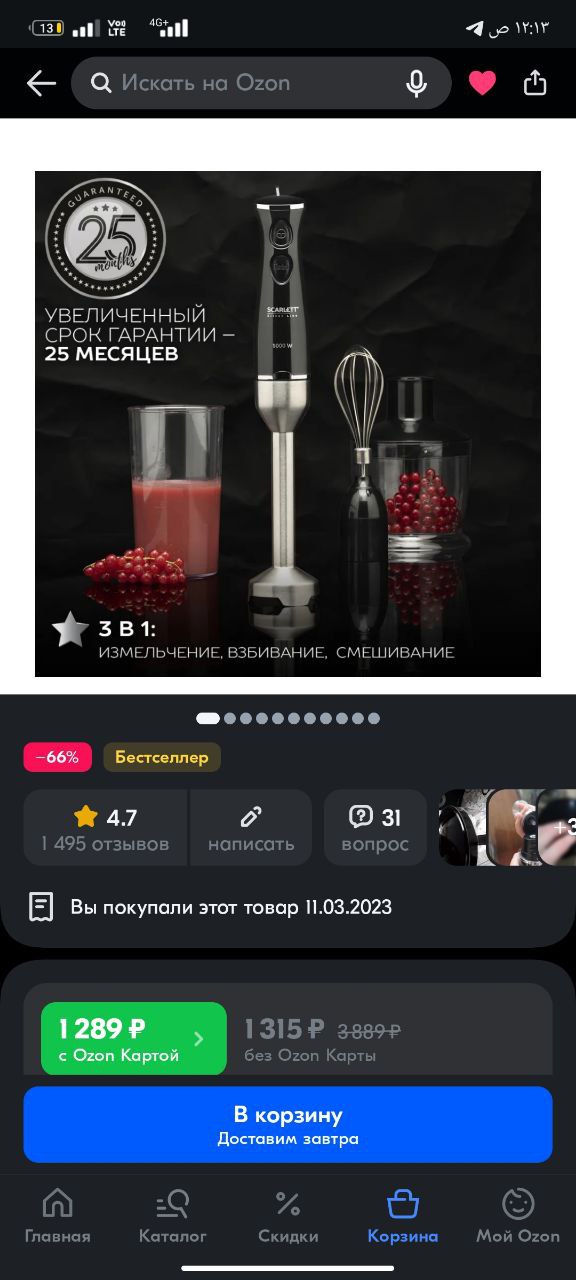 13
Vo) LTE
4G+
١٢:١٣ ص
Искать на Ozon
GUARANTEED
25
months
УВЕЛИЧЕННЫЙ
СРОК ГАРАНТИИ –
25 МЕСЯЦЕВ
SCARLETT
1000 W
3 В 1:
ИЗМЕЛЬЧЕНИЕ, ВЗБИВАНИЕ, СМЕШИВАНИЕ
–66%
Бестселлер
4.7
1 495 отзывов
написать
31
вопрос
+3
Вы покупали этот товар 11.03.2023
1 289 ₽
с Ozon Картой
1 315 ₽ 3 889 ₽
без Ozon Карты
В корзину
Доставим завтра
Главная
Каталог
Скидки
Корзина
Мой Ozon